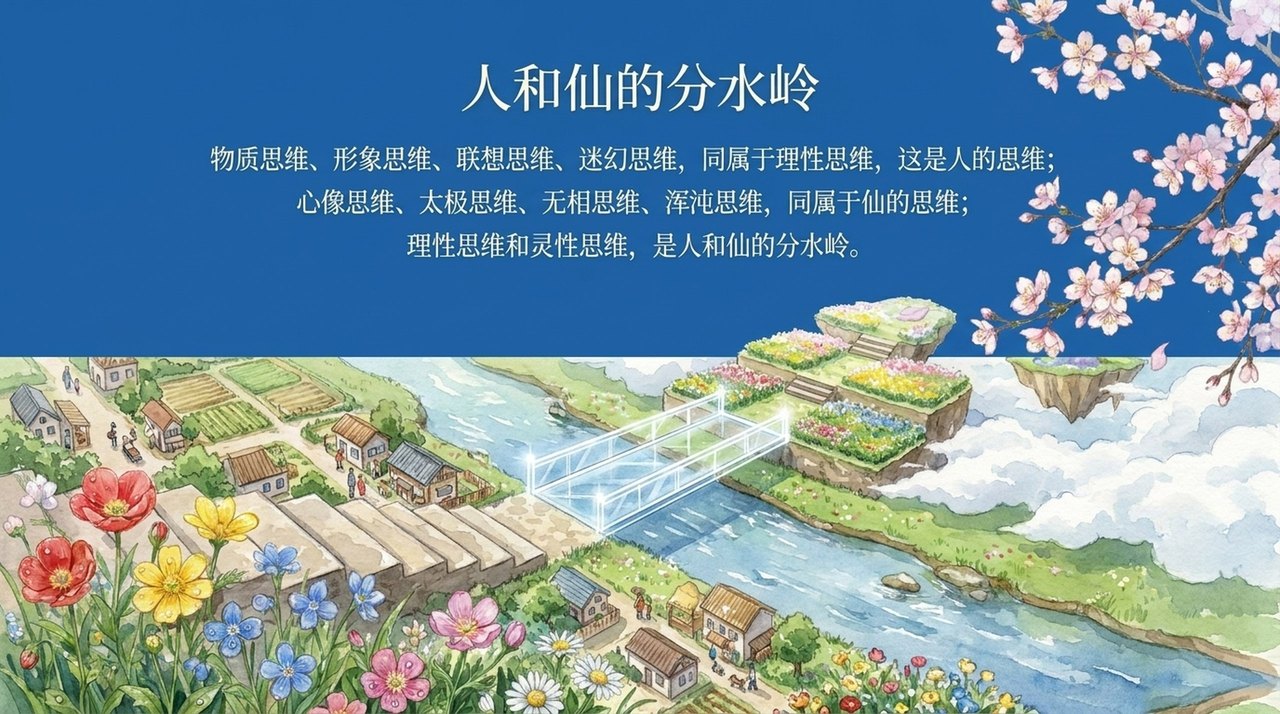 人和仙的分水岭
物质思维、形象思维、联想思维、迷幻思维，同属于理性思维，这是人的思维；
心像思维、太极思维、无相思维、浑沌思维，同属于仙的思维；
理性思维和灵性思维，是人和仙的分水岭。